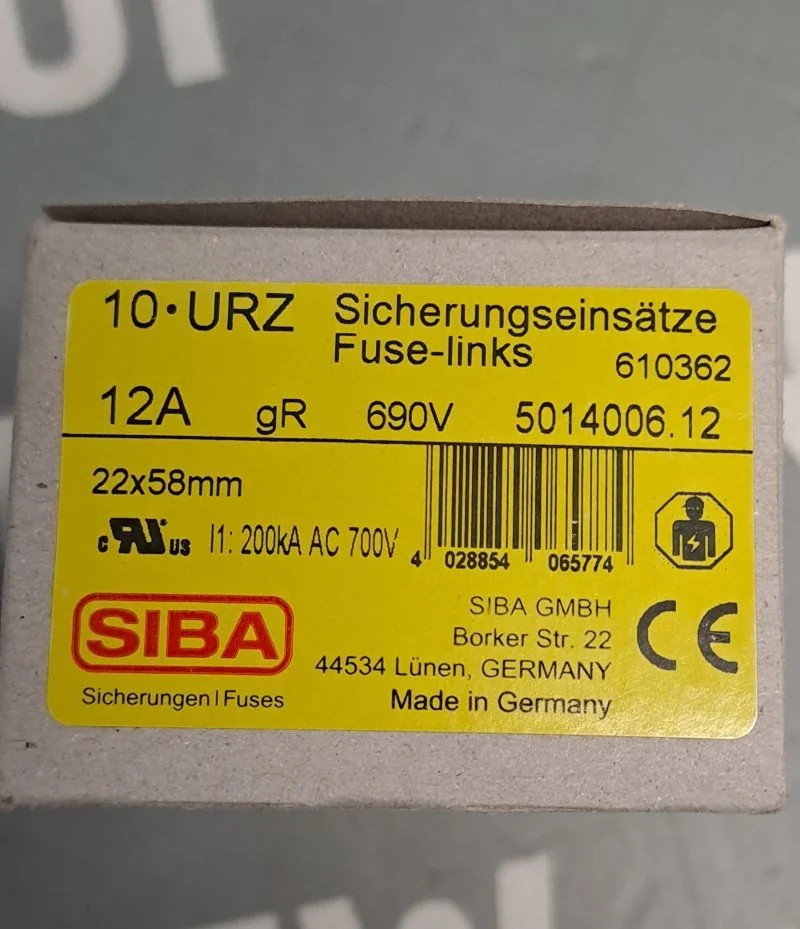 10·URZ Sicherungseinsätze
Fuse-links 610362
12A gR 690V 5014006.12
22x58mm
c RU US I1: 200kA AC 700V
4 028854 065774
SIBA
Sicherungen|Fuses
SIBA GMBH
Borker Str. 22
44534 Lünen, GERMANY
Made in Germany
CE